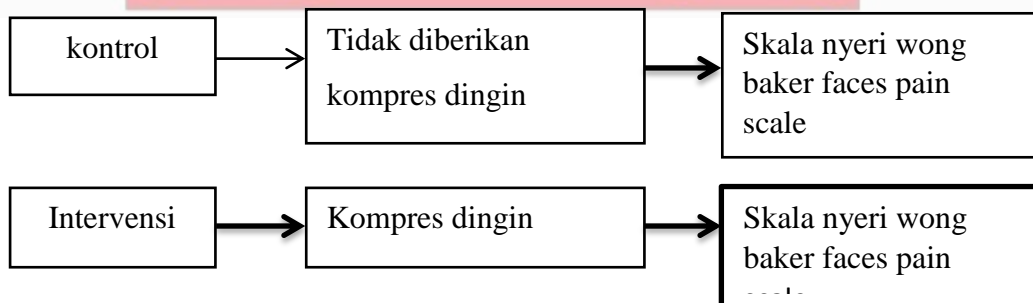 kontrol
Tidak diberikan
kompres dingin
Skala nyeri wong
baker faces pain
scale
Intervensi
Kompres dingin
Skala nyeri wong
baker faces pain